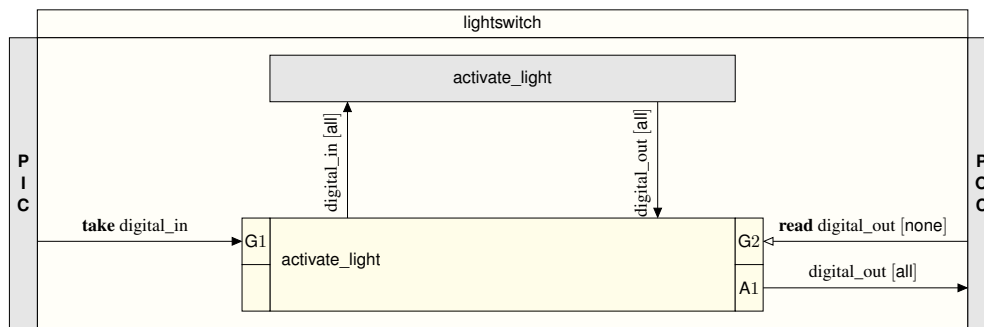 lightswitch
activate_light
digital_in [all]
digital_out [all]
P
I
C
P
O
C
take digital_in
G1
activate_light
G2
read digital_out [none]
A1
digital_out [all]